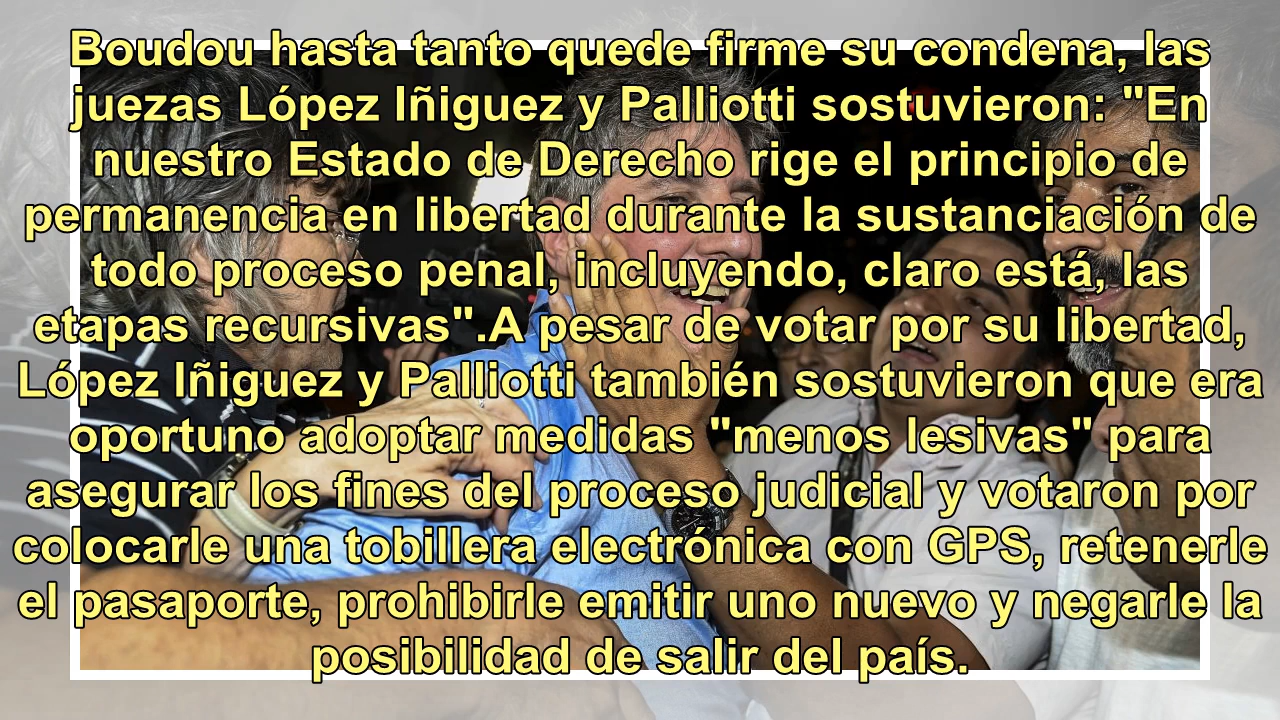 Boudou hasta tanto quede firme su condena, las
juezas López Iñiguez y Palliotti sostuvieron: "En
nuestro Estado de Derecho rige el principio de
permanencia en libertad durante la sustanciación de
todo proceso penal, incluyendo, claro está, las
etapas recursivas".A pesar de votar por su libertad,
López Iñiguez y Palliotti también sostuvieron que era
oportuno adoptar medidas "menos lesivas" para
asegurar los fines del proceso judicial y votaron por
colocarle una tobillera electrónica con GPS, retenerle
el pasaporte, prohibirle emitir uno nuevo y negarle la
posibilidad de salir del país.